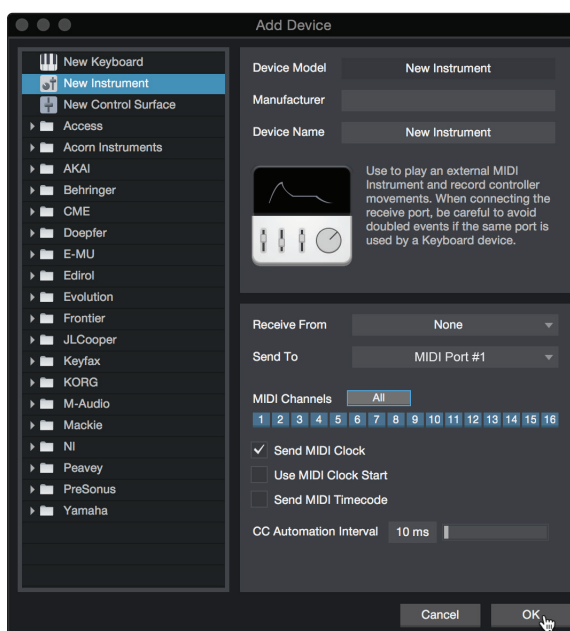 Add Device
New Keyboard
New Instrument
New Control Surface
Access
Acorn Instruments
AKAI
Behringer
CME
Doepfer
E-MU
Edirol
Evolution
Frontier
JLCooper
Keyfax
KORG
M-Audio
Mackie
NI
Peavey
PreSonus
Yamaha
Device Model New Instrument
Manufacturer
Device Name New Instrument
Use to play an external MIDI
Instrument and record controller
movements. When connecting the
receive port, be careful to avoid
doubled events if the same port is
used by a Keyboard device.
Receive From None
Send To MIDI Port #1
MIDI Channels All
1 2 3 4 5 6 7 8 9 10 11 12 13 14 15 16
Send MIDI Clock
Use MIDI Clock Start
Send MIDI Timecode
CC Automation Interval 10 ms
Cancel OK